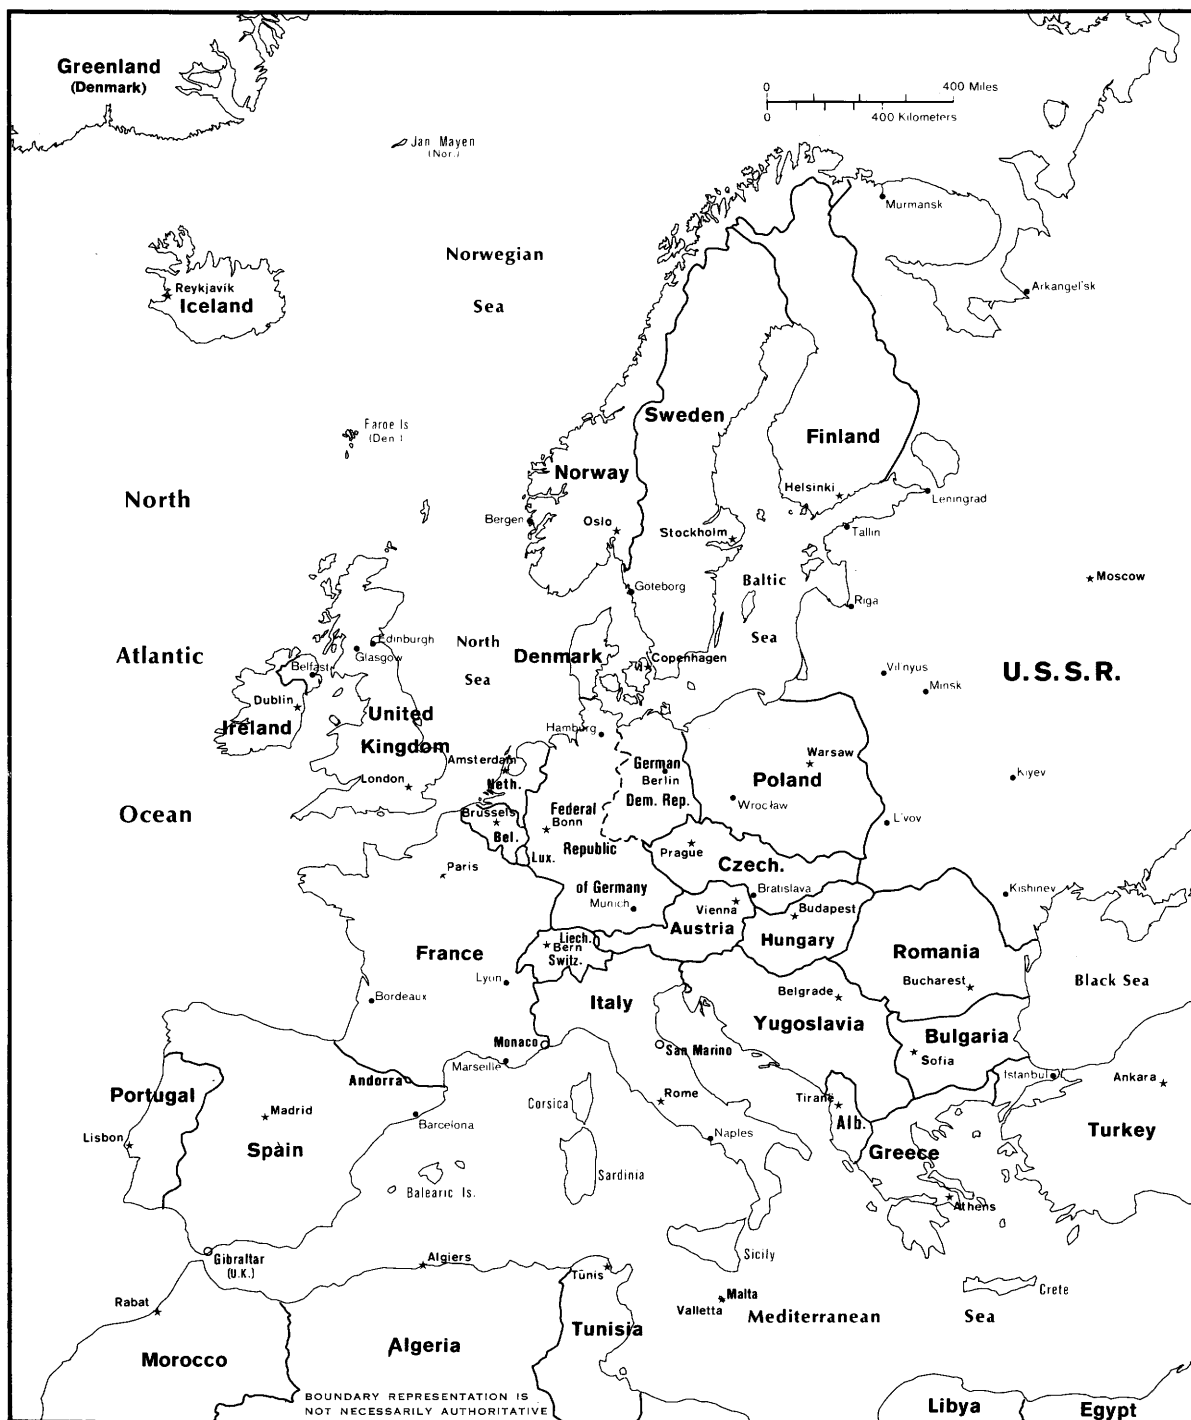 Greenland
(Denmark)
0 400 Miles
0 400 Kilometers
Jan Mayen
(Nor.)
Murmansk
Norwegian
Sea
Reykjavík
Iceland
Arkangel'sk
Faroe Is
(Den.)
Sweden
Finland
Norway
Helsinki
Leningrad
North
Bergen
Oslo
Stockholm
Tallin
Baltic
Moscow
Göteborg
Riga
Sea
Edinburgh
Glasgow
North
Sea
Atlantic
Denmark
Copenhagen
Belfast
Vil'nyus
Minsk
U.S.S.R.
Dublin
Ireland
United
Kingdom
Hamburg
Amsterdam
Neth.
German
Berlin
Dem. Rep.
Warsaw
Poland
Kiyev
London
Wrocław
Ocean
Brussels
Bel.
Federal
Bonn
Republic
L'vov
Lux.
Prague
Czech.
Paris
of Germany
Munich
Bratislava
Kishinev
Vienna
Austria
Budapest
Hungary
France
Liech.
Bern
Switz.
Romania
Lyon
Bucharest
Black Sea
Bordeaux
Italy
Belgrade
Yugoslavia
Bulgaria
Sofia
Monaco
San Marino
Marseille
Andorra
Istanbul
Ankara
Portugal
Corsica
Rome
Tiranë
Madrid
Barcelona
Alb.
Lisbon
Spain
Naples
Greece
Turkey
Balearic Is.
Sardinia
Athens
Gibraltar
(U.K.)
Algiers
Tūnis
Sicily
Crete
Rabat
Malta
Valletta
Mediterranean
Sea
Tunisia
Algeria
Morocco
BOUNDARY REPRESENTATION IS
NOT NECESSARILY AUTHORITATIVE
Libya
Egypt